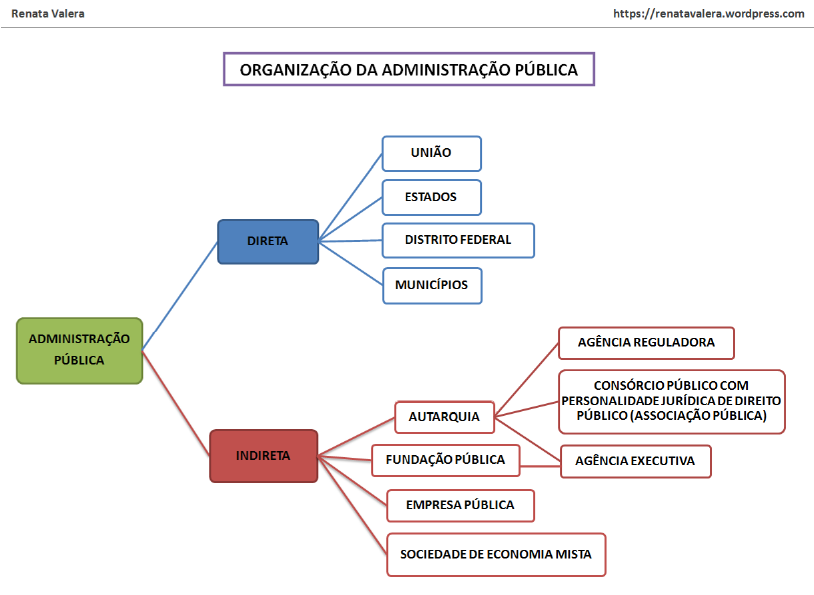 Renata Valera
https://renatavalera.wordpress.com
ORGANIZAÇÃO DA ADMINISTRAÇÃO PÚBLICA
UNIÃO
ESTADOS
DIRETA
DISTRITO FEDERAL
MUNICÍPIOS
ADMINISTRAÇÃO
PÚBLICA
AGÊNCIA REGULADORA
CONSÓRCIO PÚBLICO COM
PERSONALIDADE JURÍDICA DE DIREITO
PÚBLICO (ASSOCIAÇÃO PÚBLICA)
AUTARQUIA
INDIRETA
FUNDAÇÃO PÚBLICA
AGÊNCIA EXECUTIVA
EMPRESA PÚBLICA
SOCIEDADE DE ECONOMIA MISTA